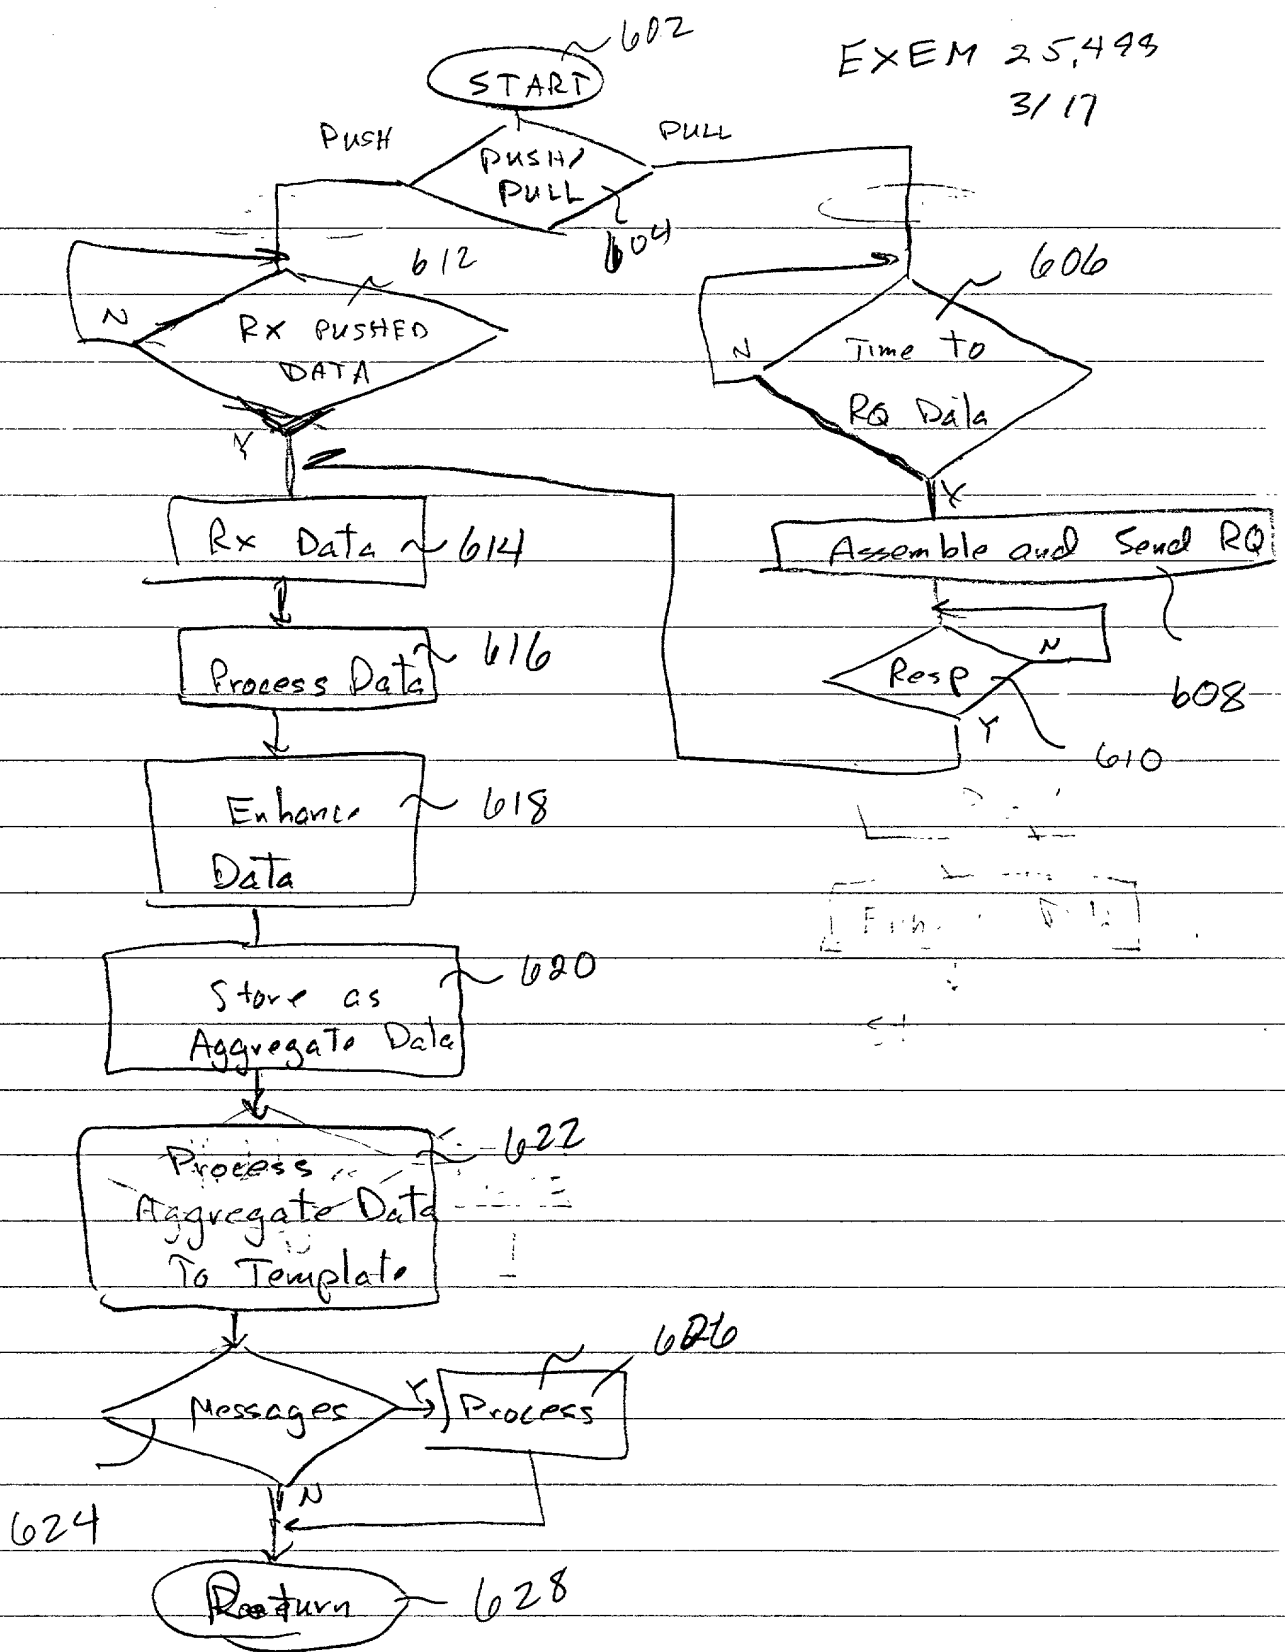 602
EXEM 25,493
3/17
START
PUSH
PULL
PUSH/
PULL
604
612
606
N
RX PUSHED
DATA
Y
N
Time to
RQ Data
Y
Rx Data
614
Assemble and Send RQ
608
Process Data
616
Resp
N
Y
610
Enhance
Data
618
Store as
Aggregate Data
620
Process
Aggregate Data
To Template
622
Messages
Y
Process
626
N
624
Return
628